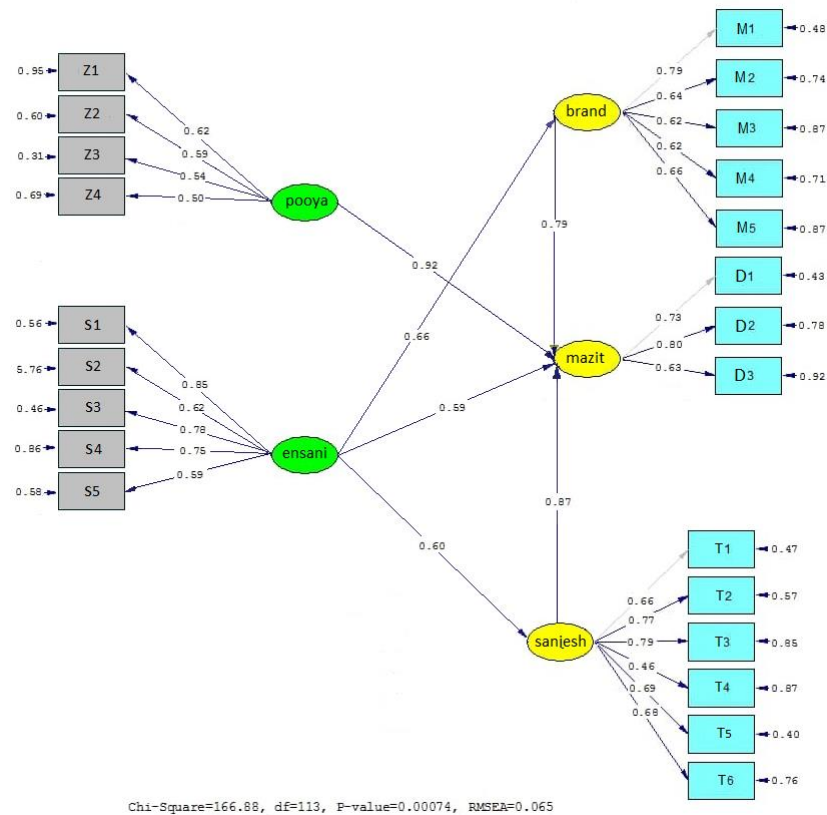 0.95 Z1
0.60 Z2
0.31 Z3
0.69 Z4
0.62
0.59
0.54
0.50
pooya
0.56 S1
5.76 S2
0.46 S3
0.86 S4
0.58 S5
0.85
0.62
0.78
0.75
0.59
ensani
0.92
0.66
0.59
0.60
0.79
0.87
brand
0.79
0.64
0.62
0.62
0.66
M1 0.48
M2 0.74
M3 0.87
M4 0.71
M5 0.87
mazit
0.73
0.80
0.63
D1 0.43
D2 0.78
D3 0.92
sanjesh
0.66
0.77
0.79
0.46
0.69
0.68
T1 0.47
T2 0.57
T3 0.85
T4 0.87
T5 0.40
T6 0.76
Chi-Square=166.88, df=113, P-value=0.00074, RMSEA=0.065